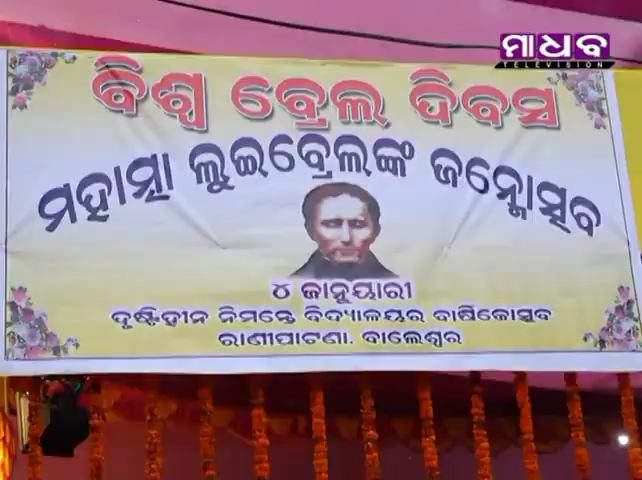 ମାଧବ
TELEVISION
ବିଶ୍ୱ ବ୍ରେଲ୍ ଦିବସ
ମହାତ୍ମା ଲୁଇବ୍ରେଲଙ୍କ ଜନ୍ମୋତ୍ସବ
୪ ଜାନୁୟାରୀ
ଦୃଷ୍ଟିହୀନ ନିମନ୍ତେ ବିଦ୍ୟାଳୟର ବାର୍ଷିକୋତ୍ସବ
ରାଣୀପାଟଣା. ବାଲେଶ୍ୱର